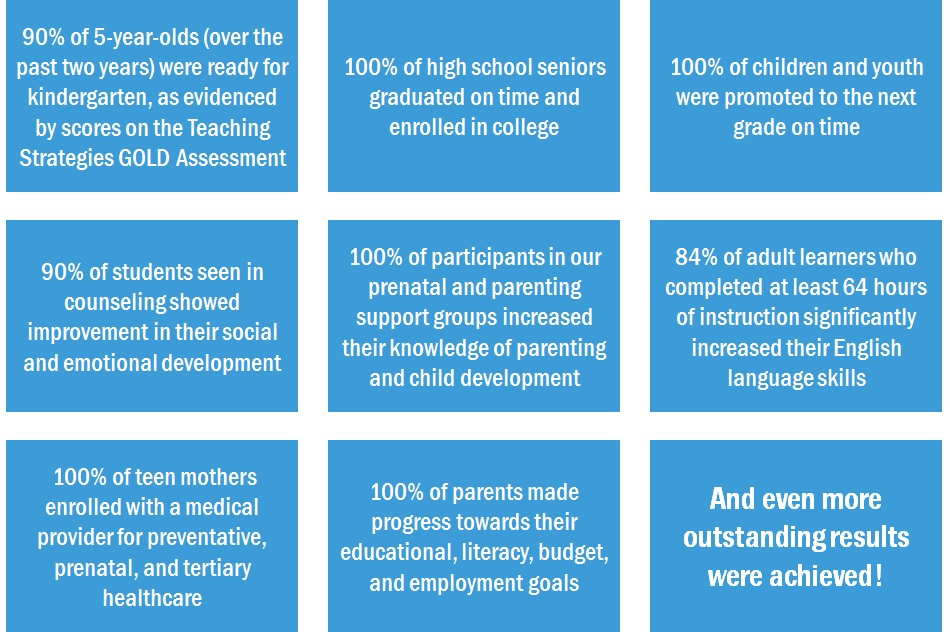 90% of 5-year-olds (over the
past two years) were ready for
kindergarten, as evidenced
by scores on the Teaching
Strategies GOLD Assessment
100% of high school seniors
graduated on time and
enrolled in college
100% of children and youth
were promoted to the next
grade on time
90% of students seen in
counseling showed
improvement in their social
and emotional development
100% of participants in our
prenatal and parenting
support groups increased
their knowledge of parenting
and child development
84% of adult learners who
completed at least 64 hours
of instruction significantly
increased their English
language skills
100% of teen mothers
enrolled with a medical
provider for preventative,
prenatal, and tertiary
healthcare
100% of parents made
progress towards their
educational, literacy, budget,
and employment goals
And even more
outstanding results
were achieved!